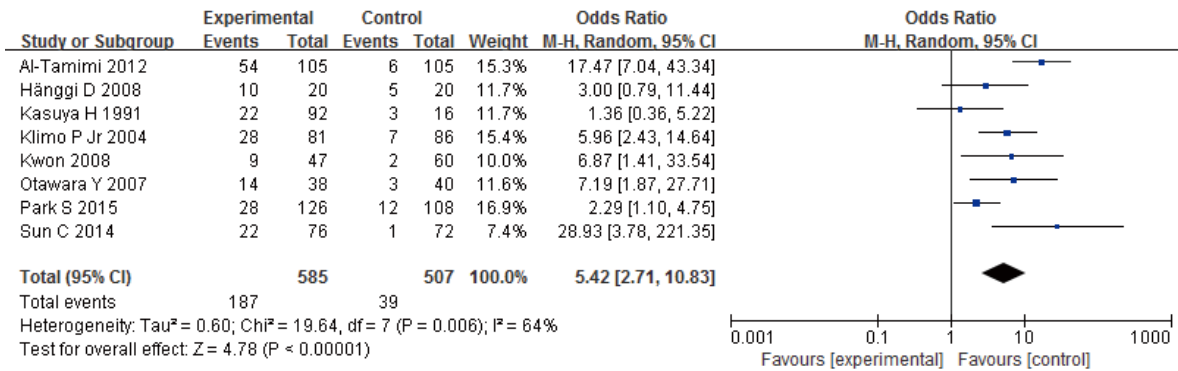 Experimental Control Odds Ratio Odds Ratio
Study or Subgroup Events Total Events Total Weight M-H, Random, 95% CI M-H, Random, 95% CI
Al-Tamimi 2012 54 105 6 105 15.3% 17.47 [7.04, 43.34]
Hänggi D 2008 10 20 5 20 11.7% 3.00 [0.79, 11.44]
Kasuya H 1991 22 92 3 16 11.7% 1.36 [0.36, 5.22]
Klimo P Jr 2004 28 81 7 86 15.4% 5.96 [2.43, 14.64]
Kwon 2008 9 47 2 60 10.0% 6.87 [1.41, 33.54]
Otawara Y 2007 14 38 3 40 11.6% 7.19 [1.87, 27.71]
Park S 2015 28 126 12 108 16.9% 2.29 [1.10, 4.75]
Sun C 2014 22 76 1 72 7.4% 28.93 [3.78, 221.35]
Total (95% CI) 585 507 100.0% 5.42 [2.71, 10.83]
Total events 187 39
Heterogeneity: Tau² = 0.60; Chi² = 19.64, df = 7 (P = 0.006); I² = 64%
Test for overall effect: Z = 4.78 (P < 0.00001)
0.001 0.1 1 10 1000
Favours [experimental] Favours [control]